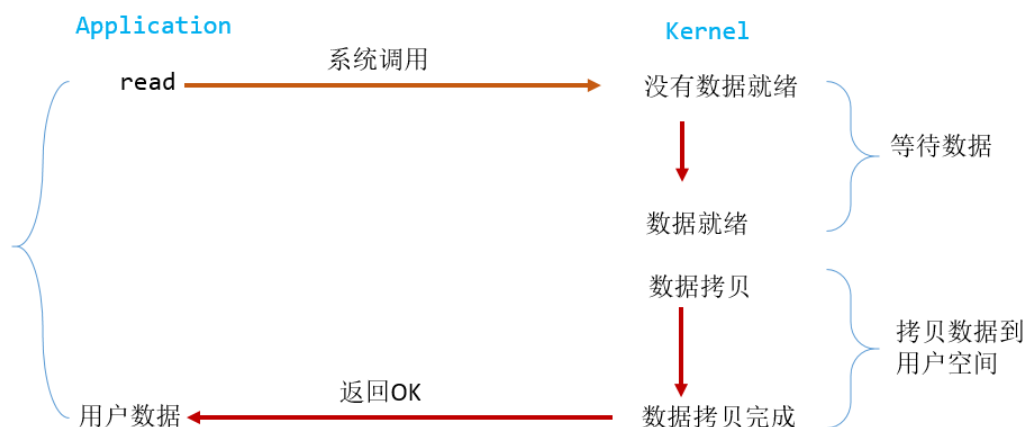 Application
Kernel
系统调用
read
没有数据就绪
等待数据
数据就绪
数据拷贝
拷贝数据到
用户空间
返回OK
用户数据
数据拷贝完成